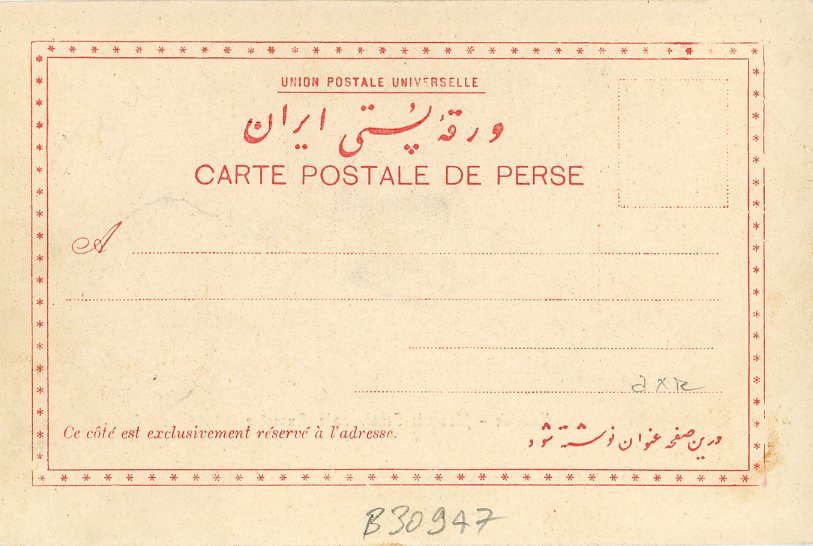 UNION POSTALE UNIVERSELLE
ورقهٔ پُستی ایران
CARTE POSTALE DE PERSE
A
Ce côté est exclusivement réservé à l'adresse.
درین صفحه عنوان نوشته شود
B30947